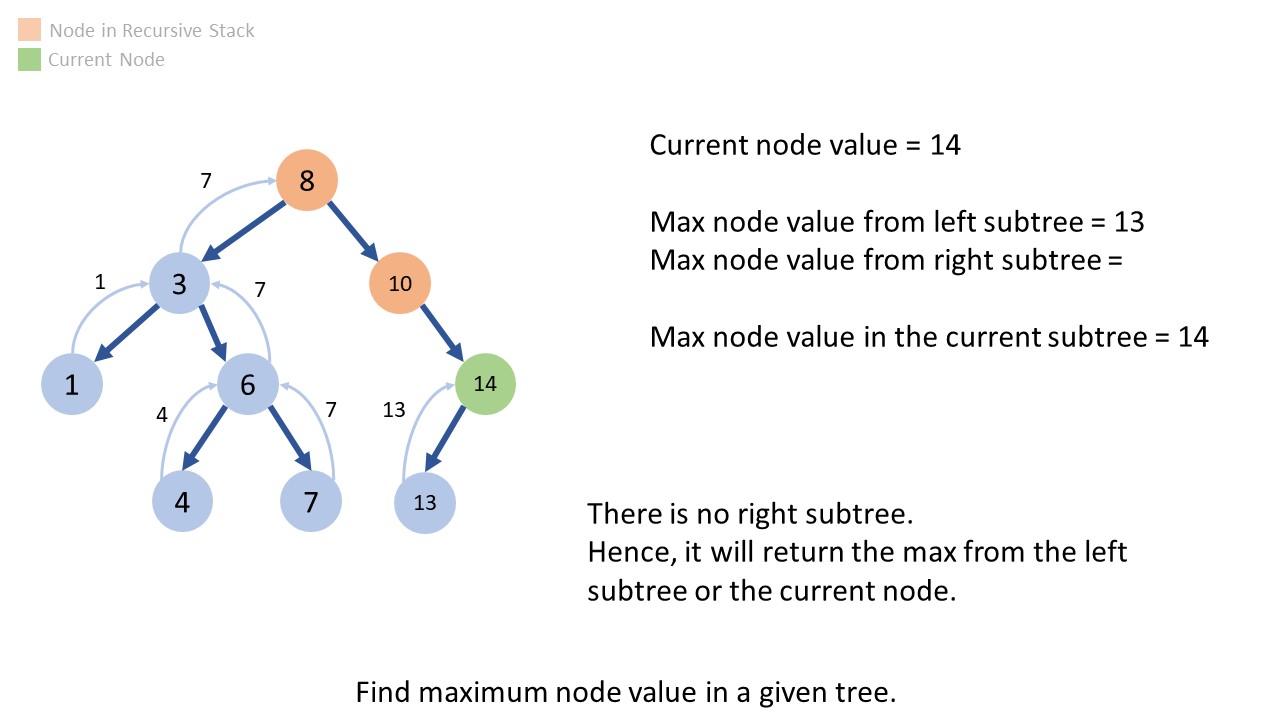 Node in Recursive Stack
Current Node
Current node value = 14
7
8
Max node value from left subtree = 13
Max node value from right subtree =
1
3
7
10
Max node value in the current subtree = 14
1
6
14
4
7
13
4
7
13
There is no right subtree.
Hence, it will return the max from the left
subtree or the current node.
Find maximum node value in a given tree.